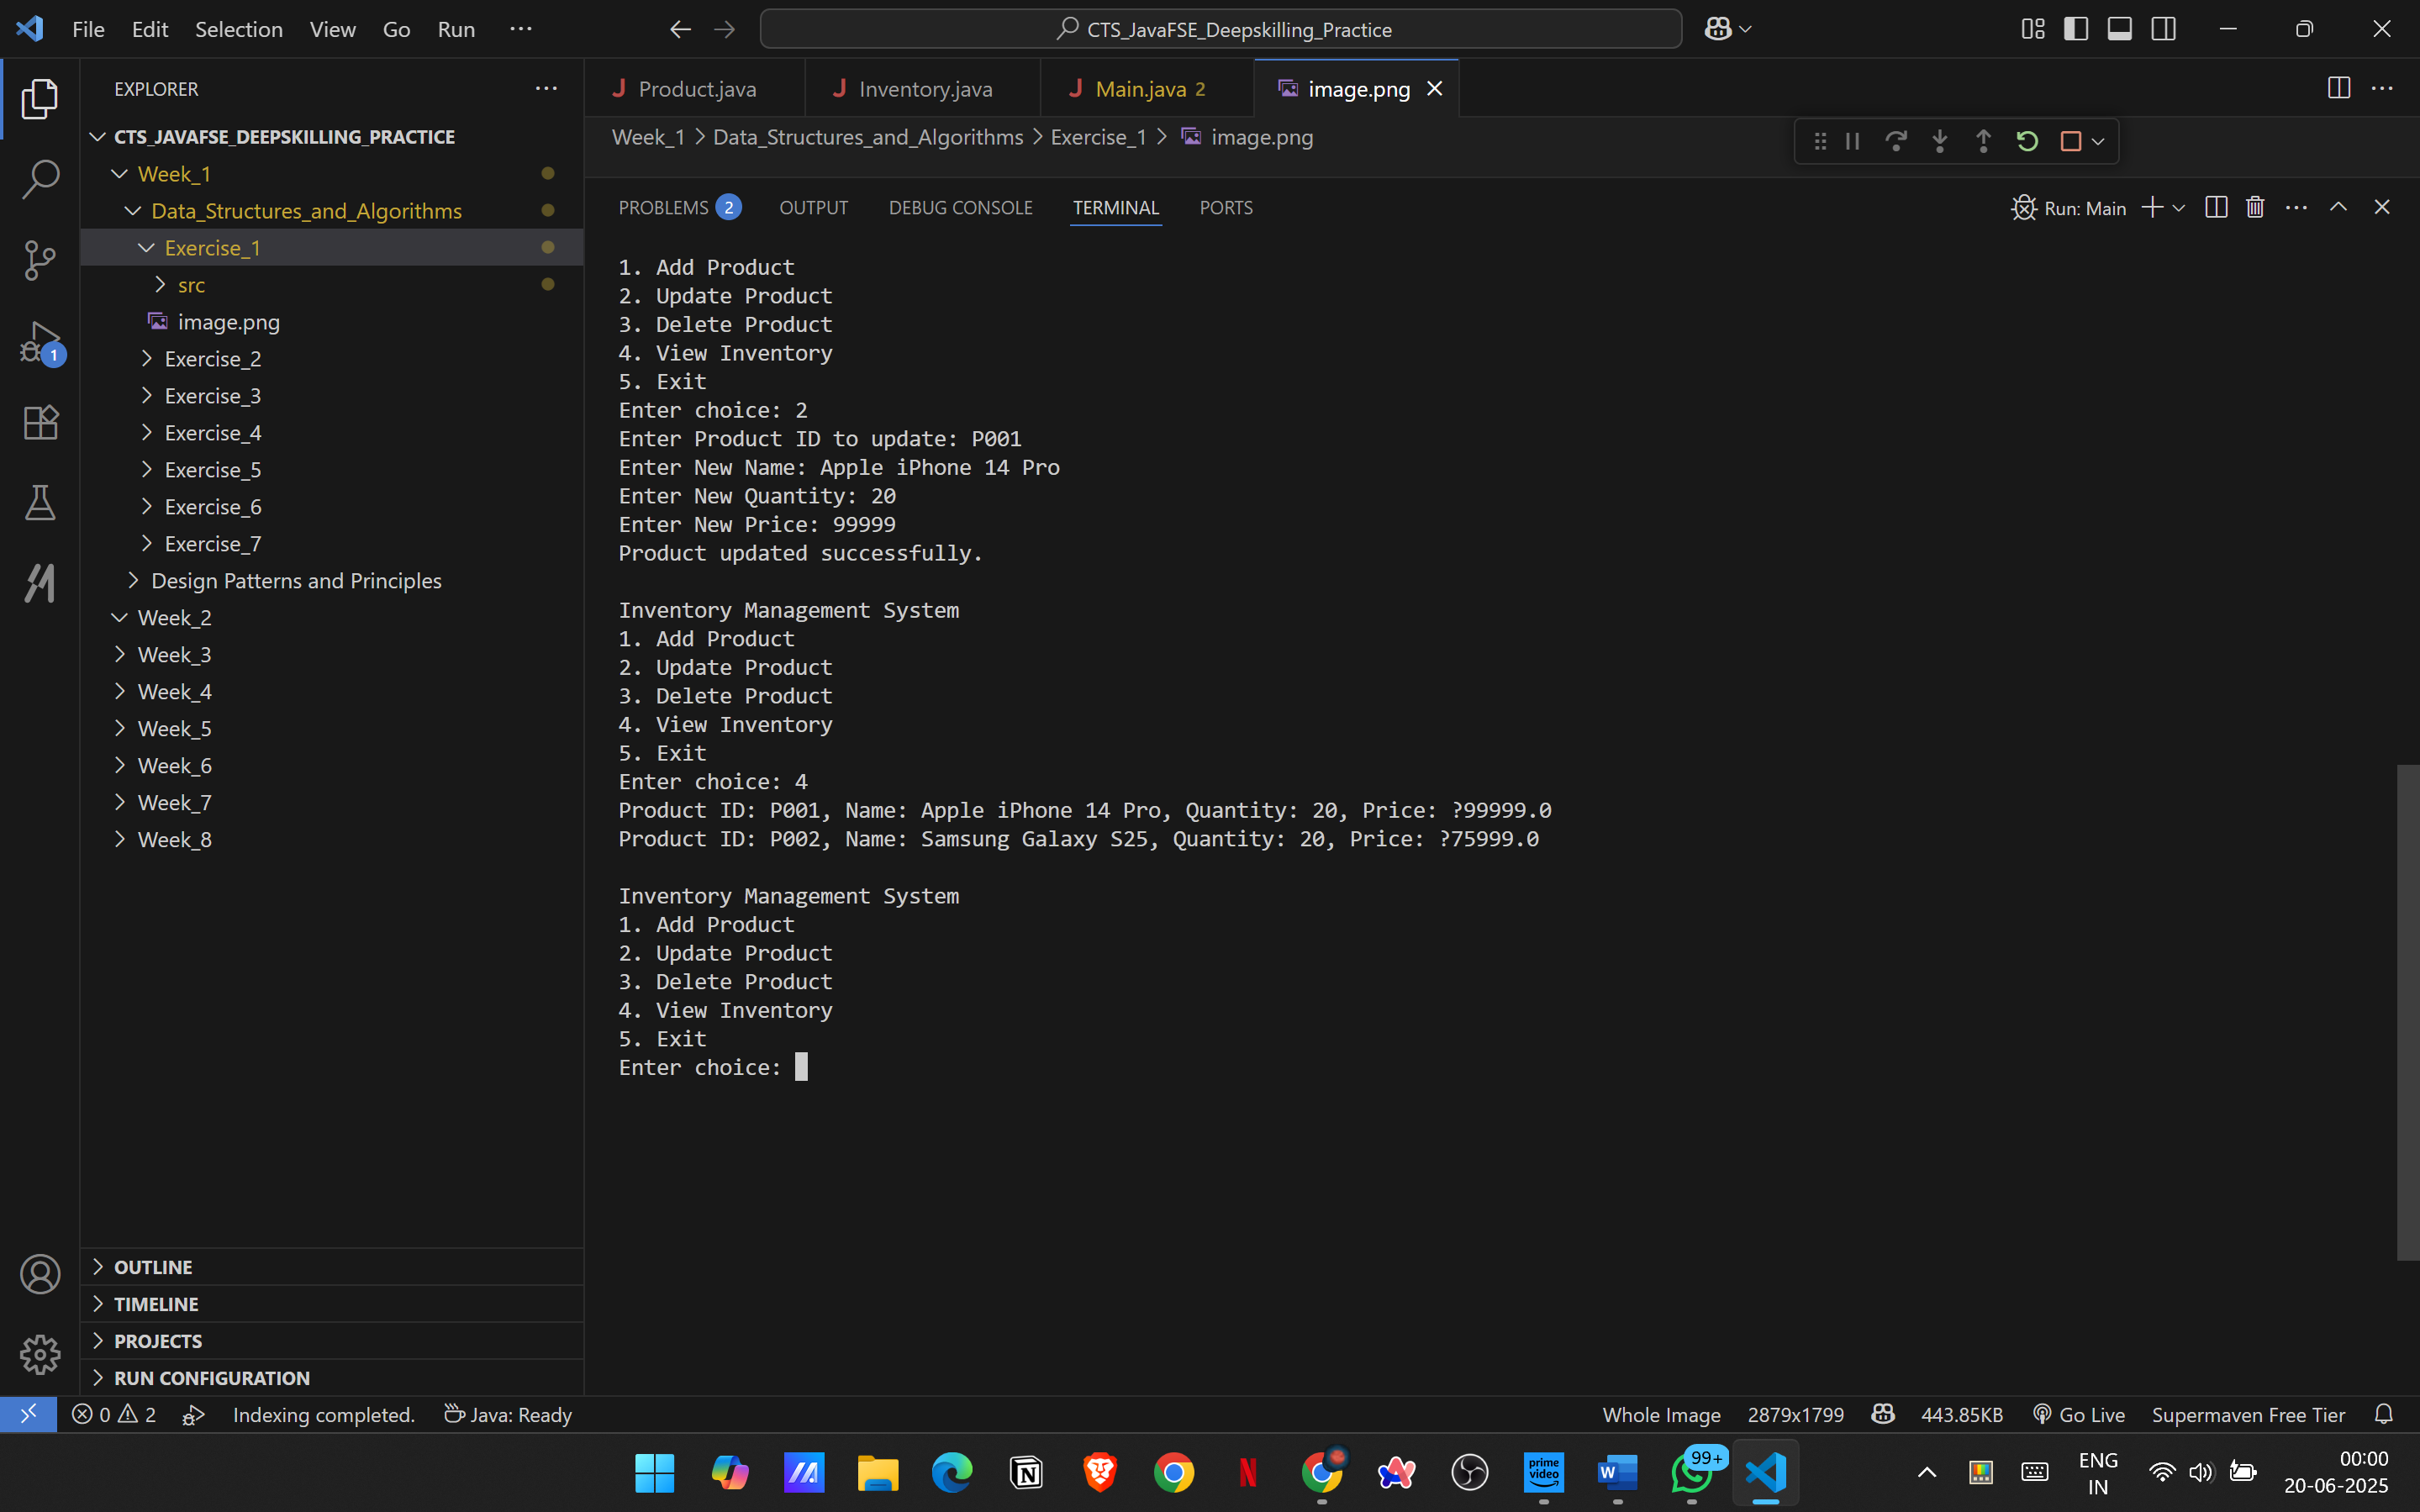 File Edit Selection View Go Run ···
CTS_JavaFSE_Deepskilling_Practice
EXPLORER
CTS_JAVAFSE_DEEPSKILLING_PRACTICE
Week_1
Data_Structures_and_Algorithms
Exercise_1
src
image.png
Exercise_2
Exercise_3
Exercise_4
Exercise_5
Exercise_6
Exercise_7
Design Patterns and Principles
Week_2
Week_3
Week_4
Week_5
Week_6
Week_7
Week_8
OUTLINE
TIMELINE
PROJECTS
RUN CONFIGURATION
1
Product.java Inventory.java Main.java 2 image.png
Week_1 > Data_Structures_and_Algorithms > Exercise_1 > image.png
PROBLEMS 2 OUTPUT DEBUG CONSOLE TERMINAL PORTS
Run: Main
1. Add Product
2. Update Product
3. Delete Product
4. View Inventory
5. Exit
Enter choice: 2
Enter Product ID to update: P001
Enter New Name: Apple iPhone 14 Pro
Enter New Quantity: 20
Enter New Price: 99999
Product updated successfully.
Inventory Management System
1. Add Product
2. Update Product
3. Delete Product
4. View Inventory
5. Exit
Enter choice: 4
Product ID: P001, Name: Apple iPhone 14 Pro, Quantity: 20, Price: ?99999.0
Product ID: P002, Name: Samsung Galaxy S25, Quantity: 20, Price: ?75999.0
Inventory Management System
1. Add Product
2. Update Product
3. Delete Product
4. View Inventory
5. Exit
Enter choice:
0 2 Indexing completed. Java: Ready
Whole Image 2879x1799 443.85KB Go Live Supermaven Free Tier
prime video
W
99+
ENG
IN
00:00
20-06-2025